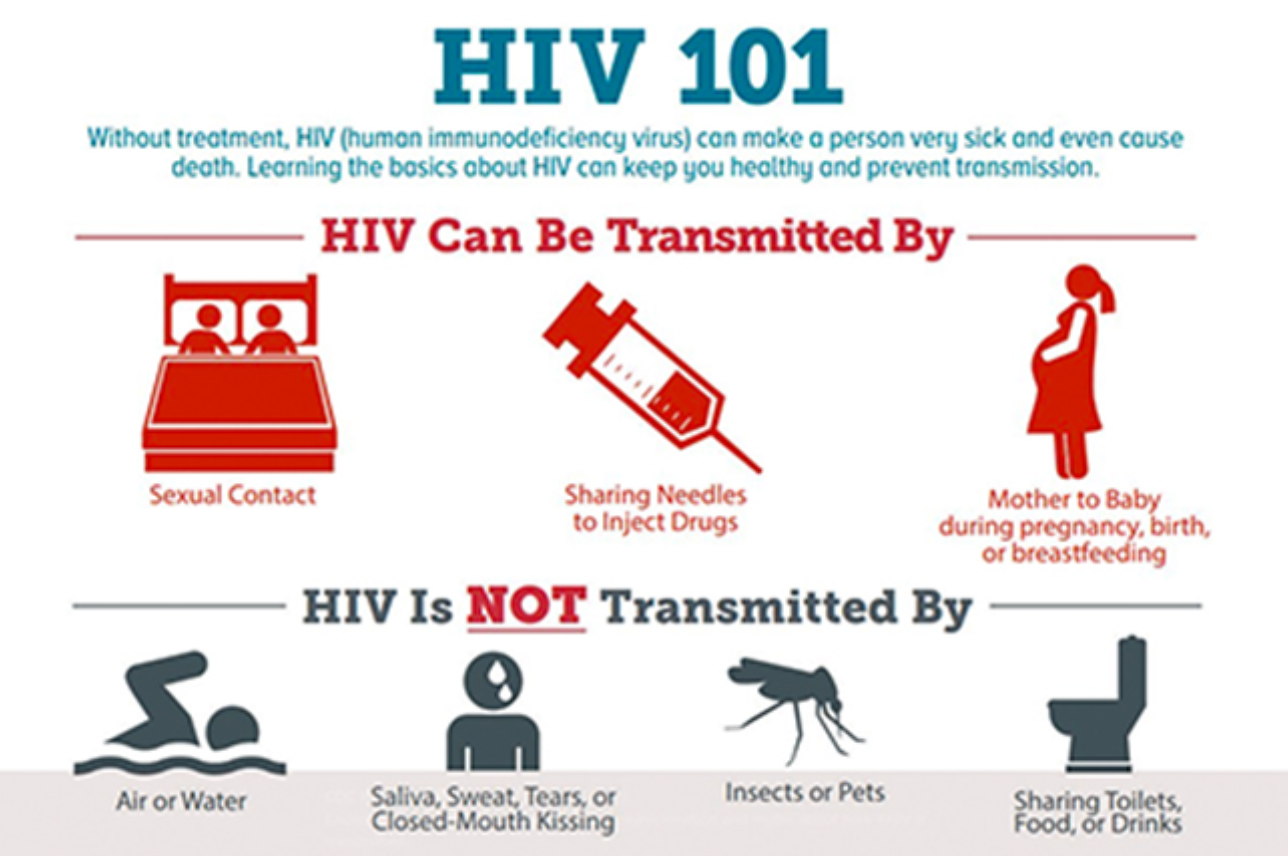 HIV 101
Without treatment, HIV (human immunodeficiency virus) can make a person very sick and even cause
death. Learning the basics about HIV can keep you healthy and prevent transmission.
HIV Can Be Transmitted By
Sexual Contact
Sharing Needles
to Inject Drugs
Mother to Baby
during pregnancy, birth,
or breastfeeding
HIV Is NOT Transmitted By
Air or Water
Saliva, Sweat, Tears, or
Closed-Mouth Kissing
Insects or Pets
Sharing Toilets,
Food, or Drinks